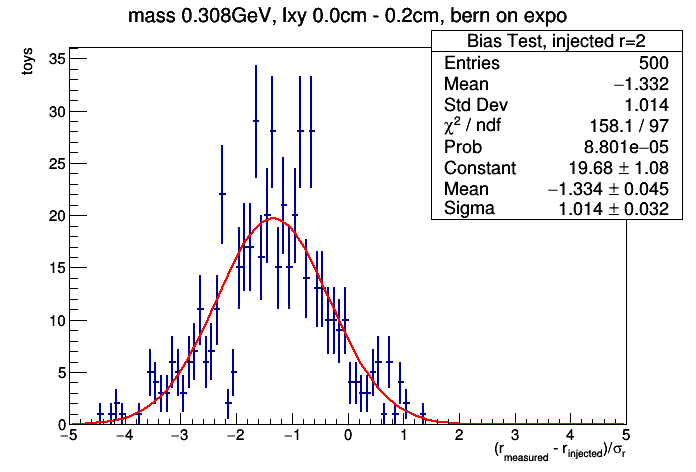 mass 0.308GeV, lxy 0.0cm - 0.2cm, bern on expo
Bias Test, injected r=2
Entries 500
Mean −1.332
Std Dev 1.014
χ² / ndf 158.1 / 97
Prob 8.801e−05
Constant 19.68 ± 1.08
Mean −1.334 ± 0.045
Sigma 1.014 ± 0.032
toys
35
30
25
20
15
10
5
0
−5 −4 −3 −2 −1 0 1 2 3 4 5
(r_measured - r_injected)/σ_r